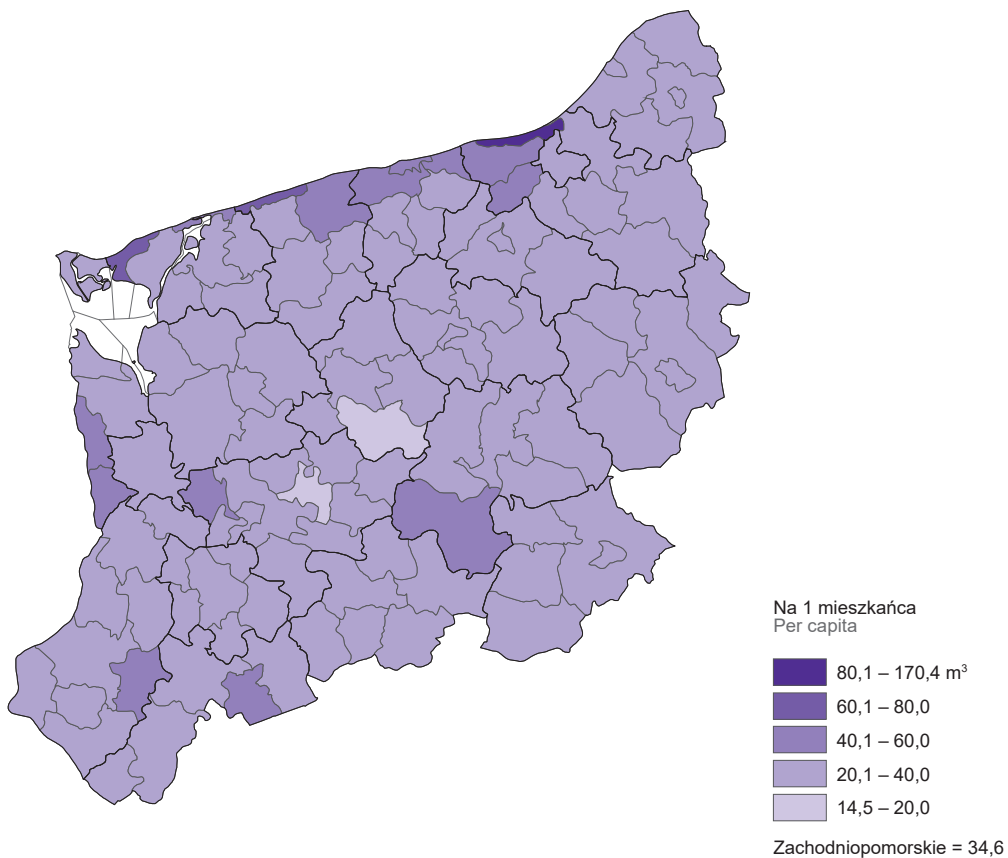 Na 1 mieszkańca
Per capita
80,1 – 170,4 m³
60,1 – 80,0
40,1 – 60,0
20,1 – 40,0
14,5 – 20,0
Zachodniopomorskie = 34,6